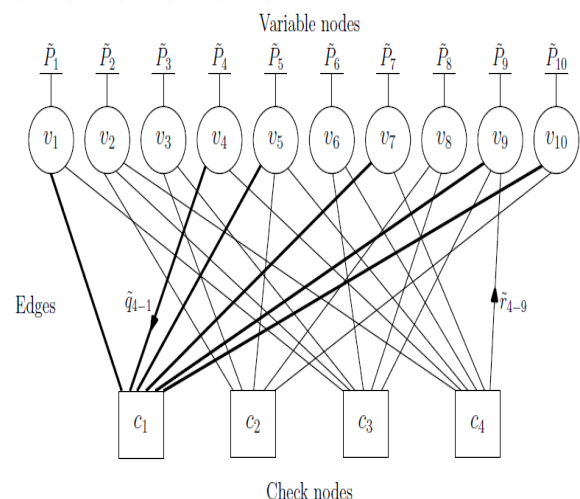 Variable nodes
P̃₁ P̃₂ P̃₃ P̃₄ P̃₅ P̃₆ P̃₇ P̃₈ P̃₉ P̃₁₀
v₁ v₂ v₃ v₄ v₅ v₆ v₇ v₈ v₉ v₁₀
Edges q̃₄₋₁ r̃₄₋₉
c₁ c₂ c₃ c₄
Check nodes